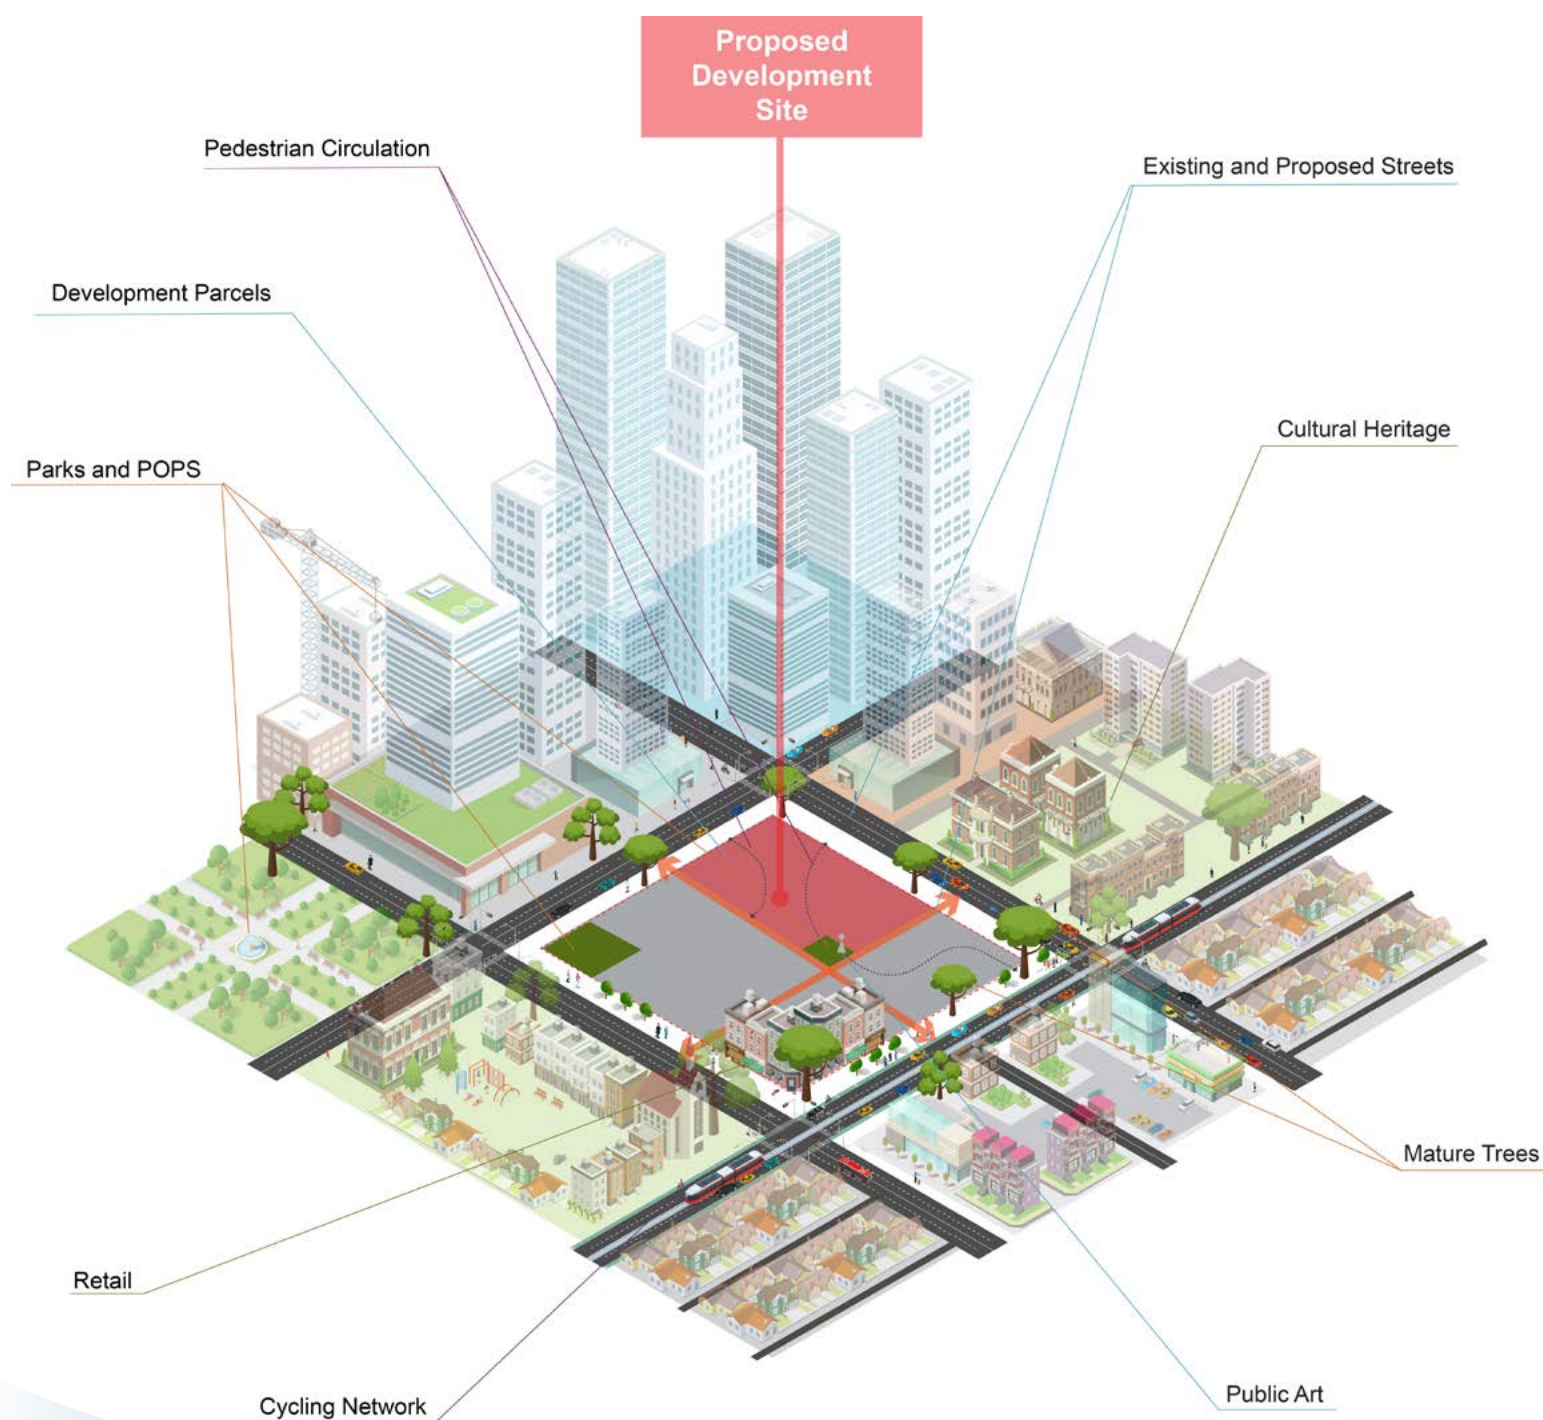 Proposed
Development
Site
Pedestrian Circulation
Existing and Proposed Streets
Development Parcels
Cultural Heritage
Parks and POPS
Mature Trees
Retail
Public Art
Cycling Network